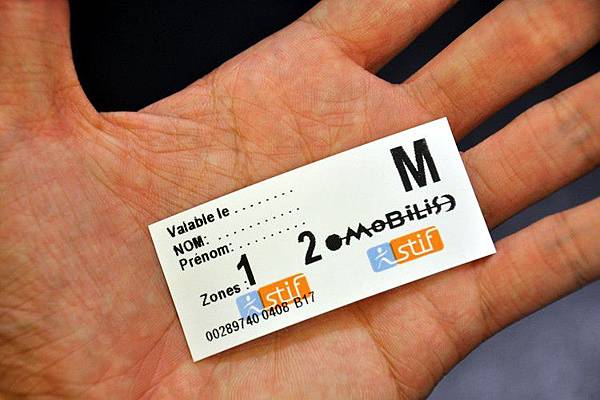 M
Valable le . . . . . . . . .
NOM: . . . . . . . . . . . .
Prénom: . . . . . . . . . .
Zones : 1 2 MOBILIS
stif stif
00289740 0408 B17